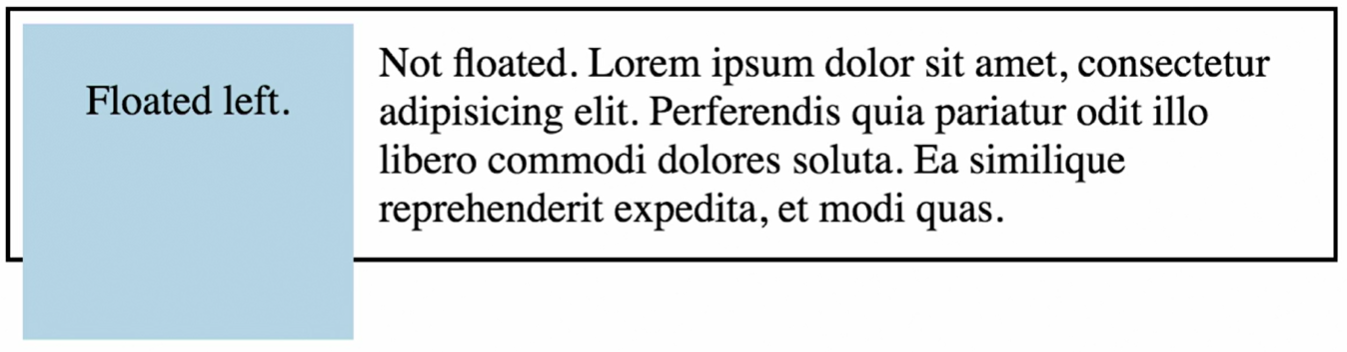 Floated left.
Not floated. Lorem ipsum dolor sit amet, consectetur
adipisicing elit. Perferendis quia pariatur odit illo
libero commodi dolores soluta. Ea similique
reprehenderit expedita, et modi quas.